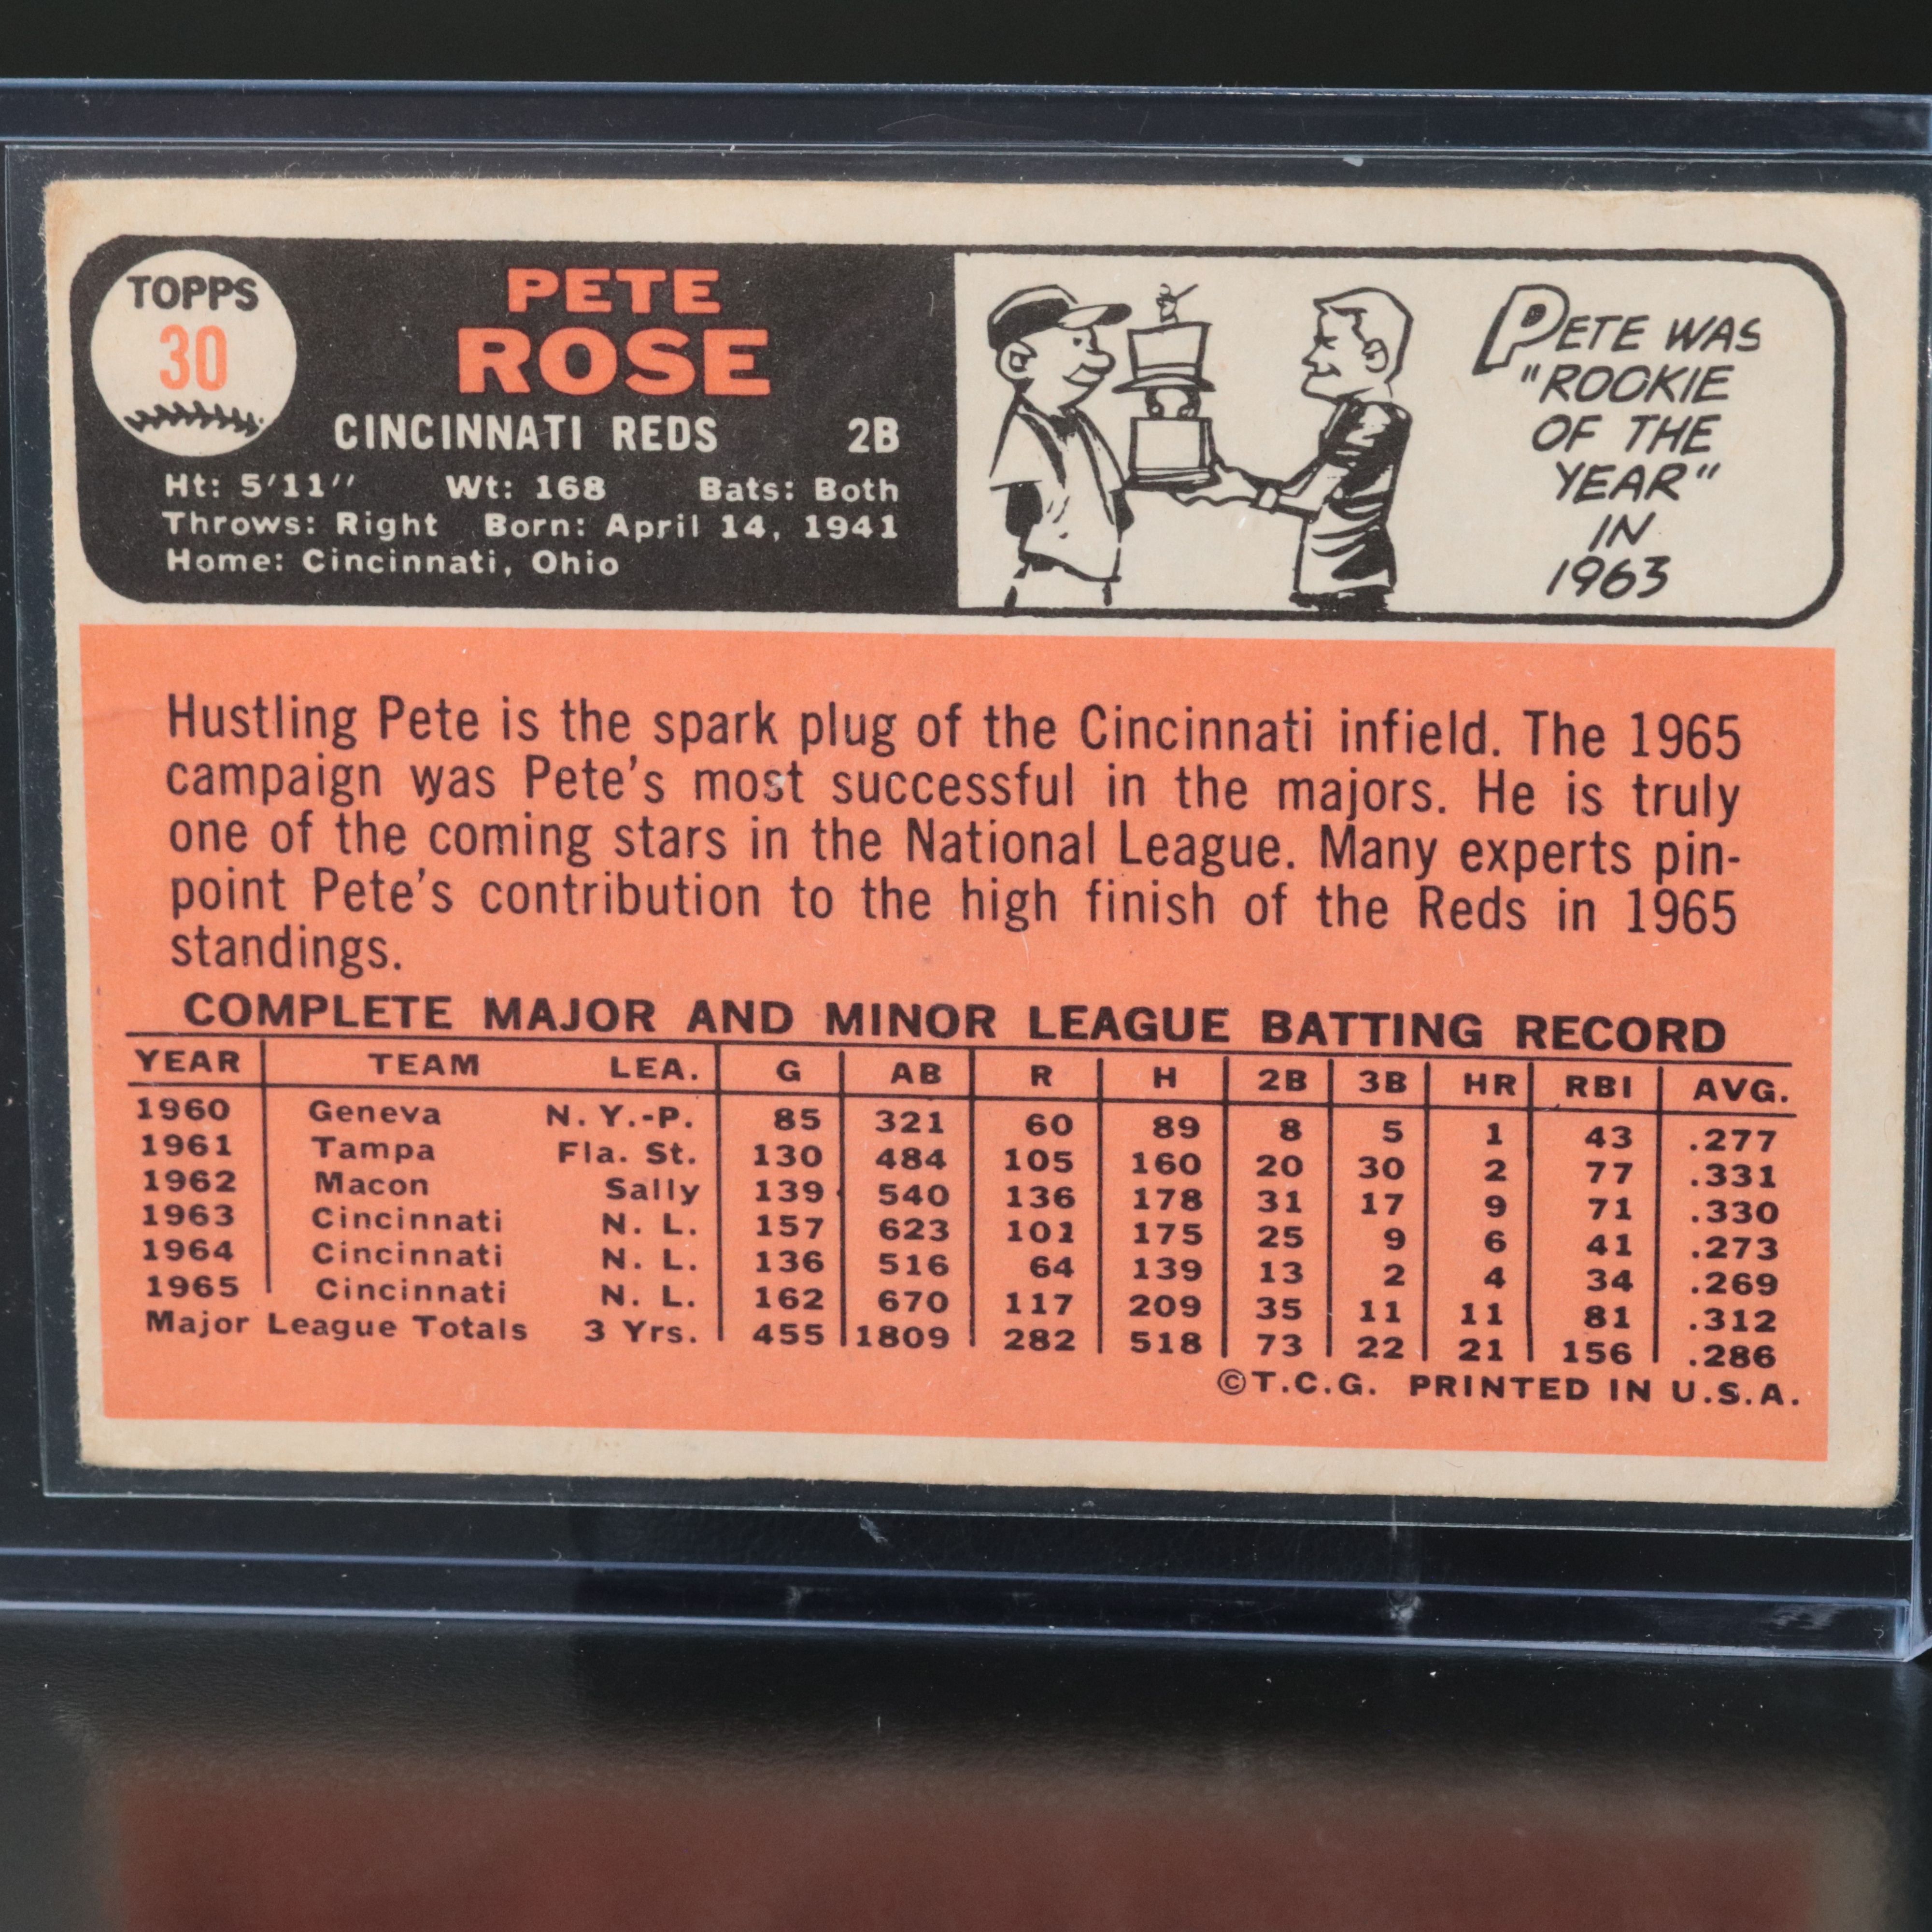 TOPPS
30
PETE
ROSE
CINCINNATI REDS 2B
Ht: 5'11'' Wt: 168 Bats: Both
Throws: Right Born: April 14, 1941
Home: Cincinnati, Ohio
PETE WAS
"ROOKIE
OF THE
YEAR"
IN
1963
Hustling Pete is the spark plug of the Cincinnati infield. The 1965
campaign was Pete's most successful in the majors. He is truly
one of the coming stars in the National League. Many experts pin-
point Pete's contribution to the high finish of the Reds in 1965
standings.
COMPLETE MAJOR AND MINOR LEAGUE BATTING RECORD
YEAR TEAM LEA. G AB R H 2B 3B HR RBI AVG.
1960 Geneva N. Y.-P. 85 321 60 89 8 5 1 43 .277
1961 Tampa Fla. St. 130 484 105 160 20 30 2 77 .331
1962 Macon Sally 139 540 136 178 31 17 9 71 .330
1963 Cincinnati N. L. 157 623 101 175 25 9 6 41 .273
1964 Cincinnati N. L. 136 516 64 139 13 2 4 34 .269
1965 Cincinnati N. L. 162 670 117 209 35 11 11 81 .312
Major League Totals 3 Yrs. 455 1809 282 518 73 22 21 156 .286
©T.C.G. PRINTED IN U.S.A.